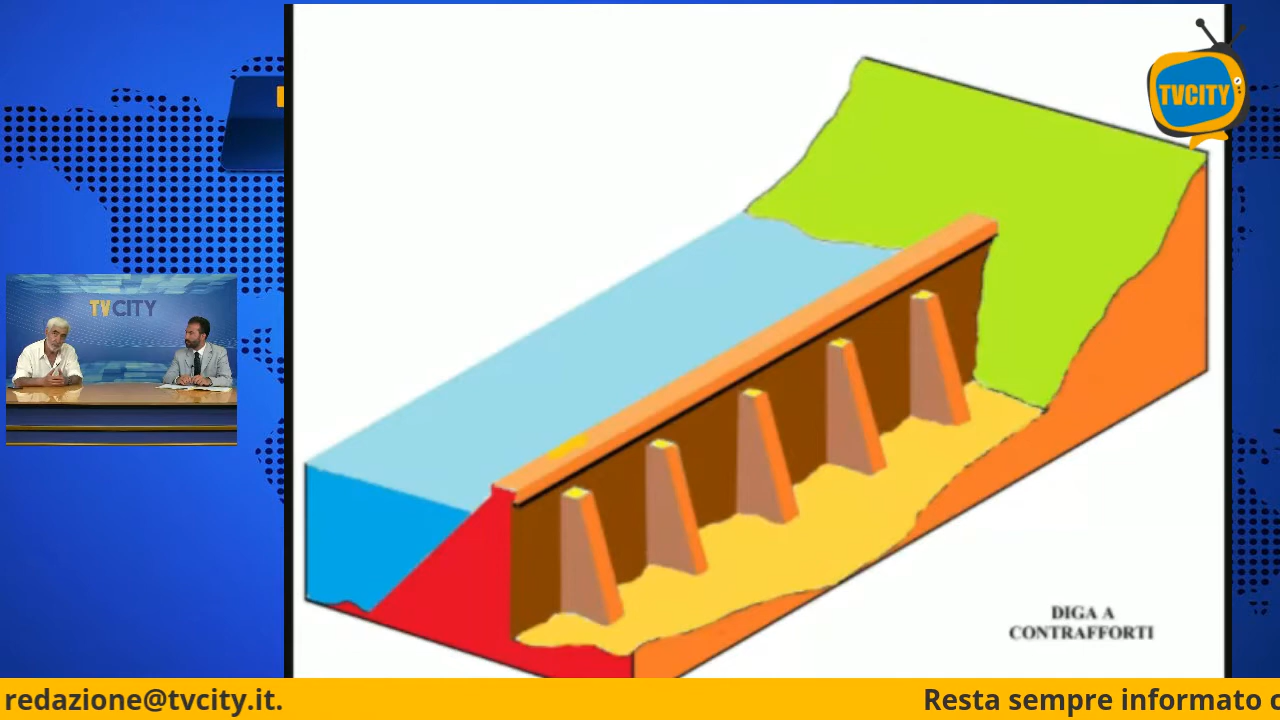 TVCITY
TVCITY
DIGA A
CONTRAFFORTI
redazione@tvcity.it.
Resta sempre informato c